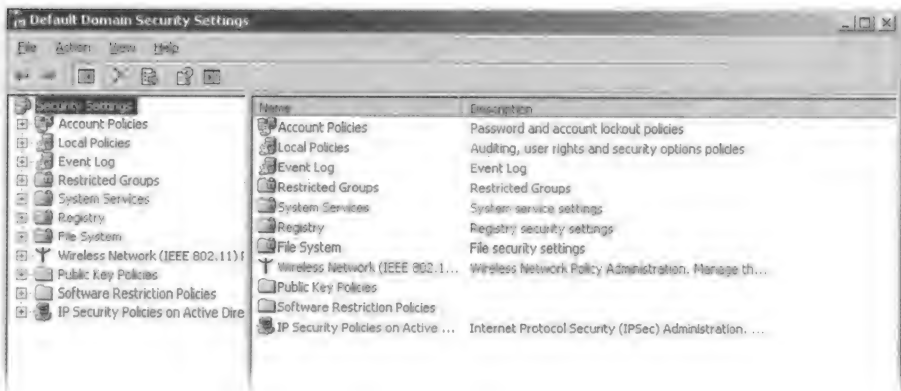 Default Domain Security Settings
File Action View Help
Security Settings
Account Policies
Local Policies
Event Log
Restricted Groups
System Services
Registry
File System
Wireless Network (IEEE 802.11) F
Public Key Policies
Software Restriction Policies
IP Security Policies on Active Dire
Name Description
Account Policies Password and account lockout policies
Local Policies Auditing, user rights and security options policies
Event Log Event Log
Restricted Groups Restricted Groups
System Services System service settings
Registry Registry security settings
File System File security settings
Wireless Network (IEEE 802.1... Wireless Network Policy Administration. Manage th...
Public Key Policies
Software Restriction Policies
IP Security Policies on Active ... Internet Protocol Security (IPSec) Administration. ...